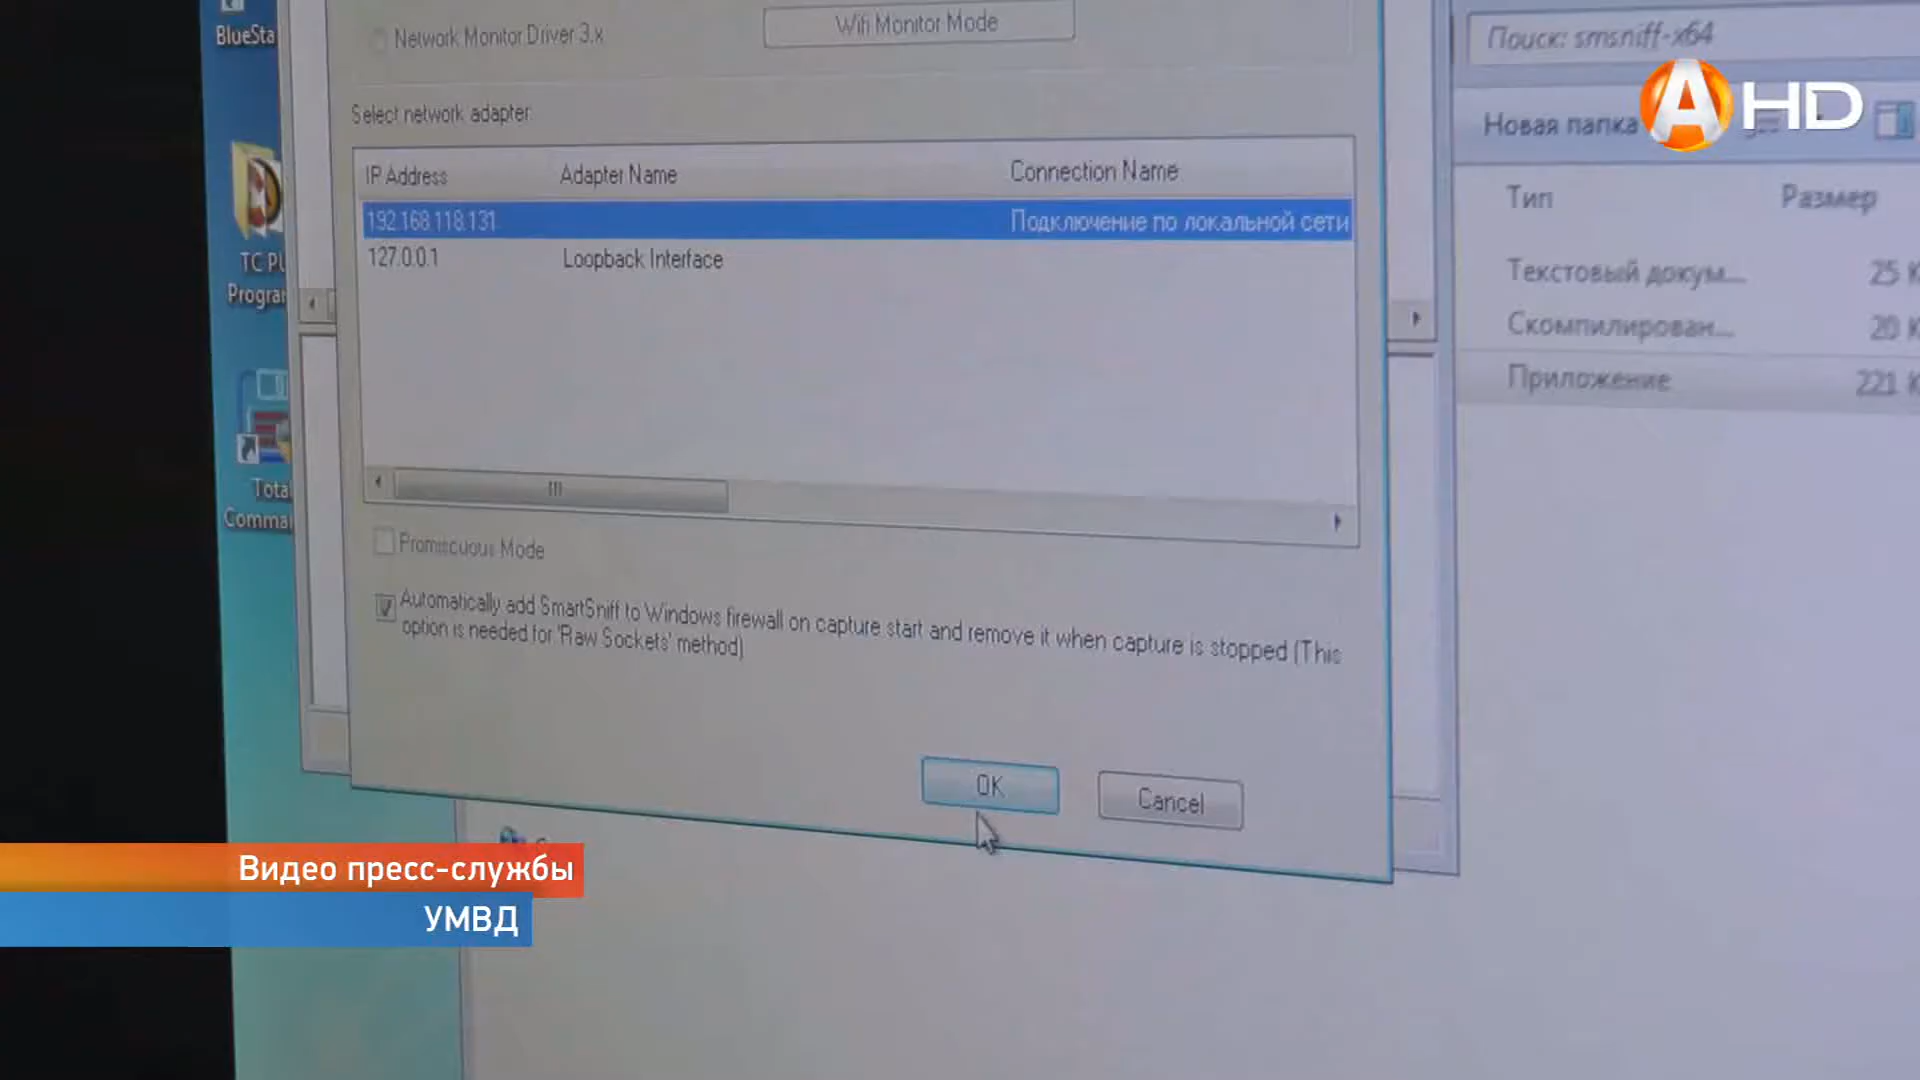 BlueSta
Network Monitor Driver 3.x
Wifi Monitor Mode
Поиск: smsniff-x64
AHD
Select network adapter:
Новая папка
IP Address Adapter Name Connection Name
Тип Размер
192.168.118.131 Подключение по локальной сети
127.0.0.1 Loopback Interface
TC PU
Progra
Текстовый докум... 25 К
Скомпилирован... 20 К
Приложение 221 К
Total
Comma
Promiscuous Mode
Automatically add SmartSniff to Windows firewall on capture start and remove it when capture is stopped (This
option is needed for 'Raw Sockets' method)
OK
Cancel
Видео пресс-службы
УМВД